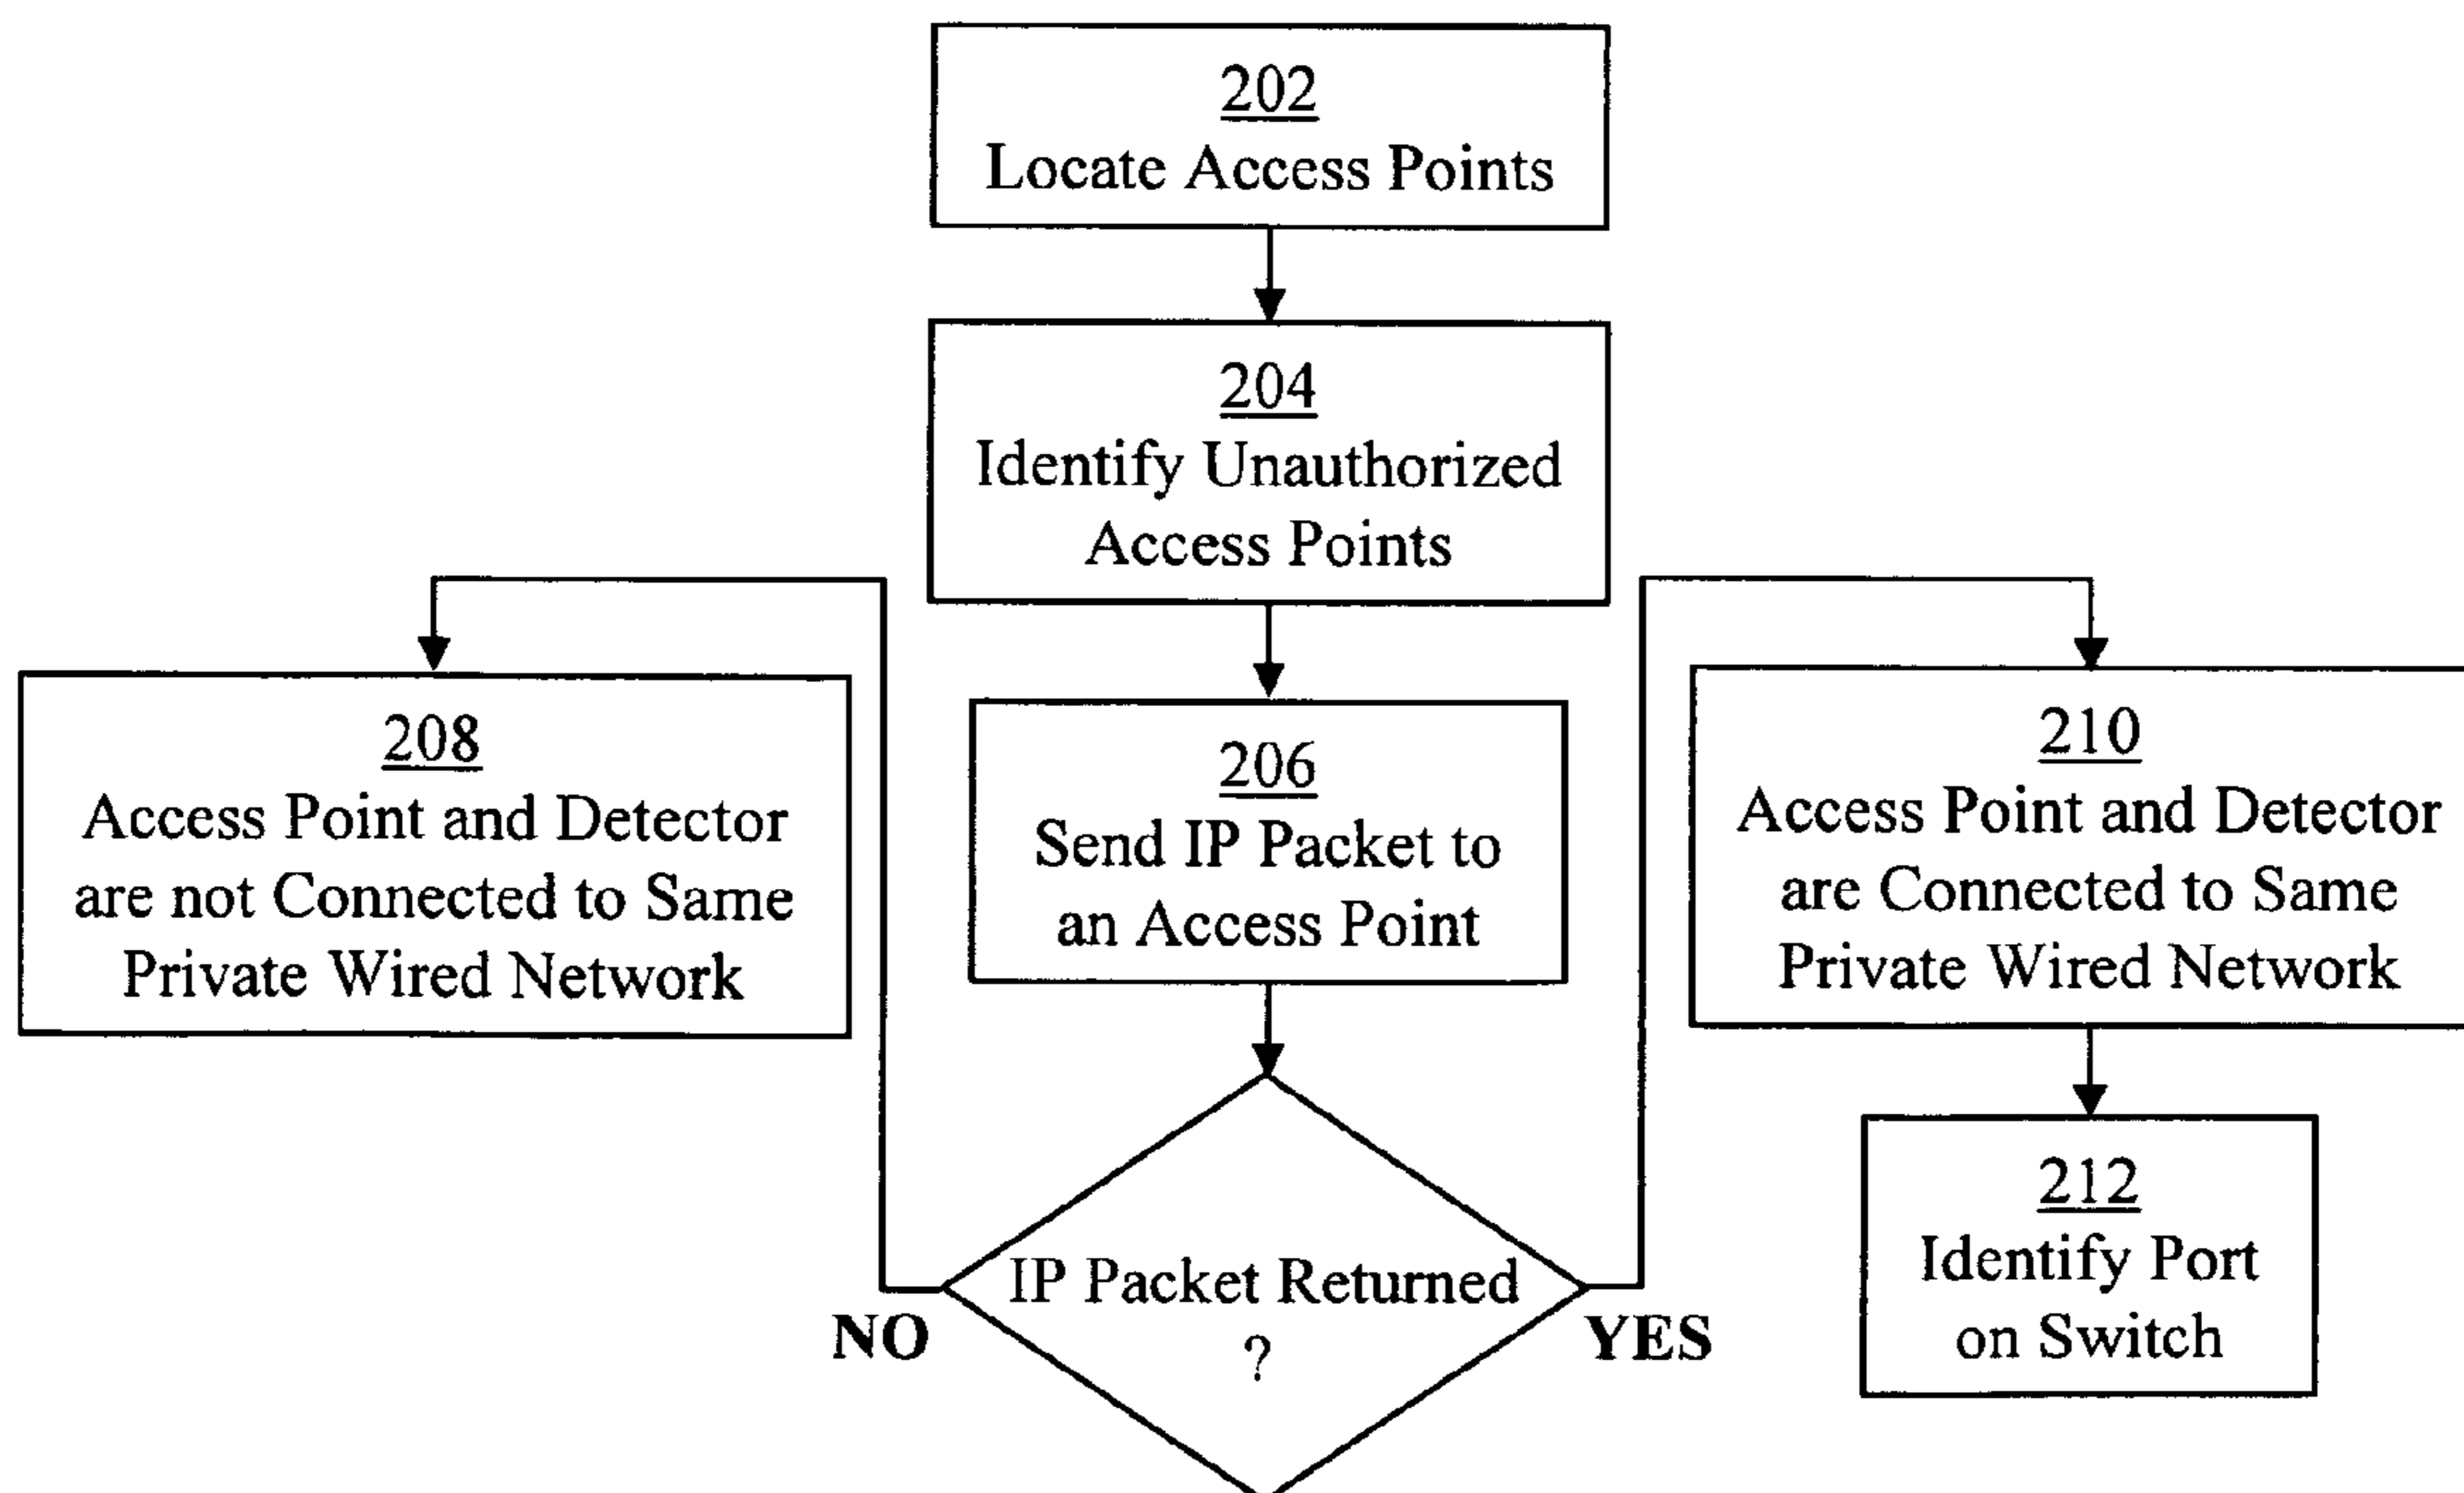 202
Locate Access Points
204
Identify Unauthorized
Access Points
208
Access Point and Detector
are not Connected to Same
Private Wired Network
206
Send IP Packet to
an Access Point
210
Access Point and Detector
are Connected to Same
Private Wired Network
IP Packet Returned
?
NO
YES
212
Identify Port
on Switch